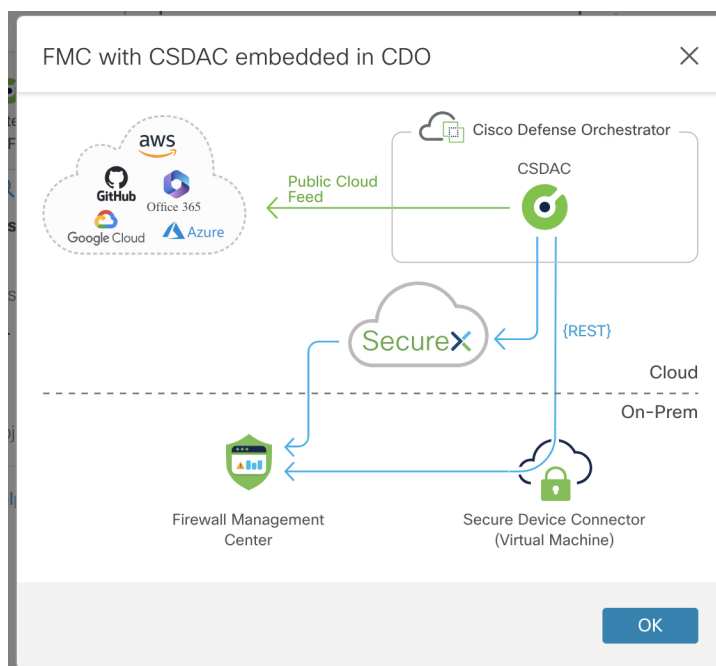 FMC with CSDAC embedded in CDO
aws
GitHub
Office 365
Google Cloud
Azure
Public Cloud
Feed
Cisco Defense Orchestrator
CSDAC
SecureX
{REST}
Cloud
On-Prem
Firewall Management
Center
Secure Device Connector
(Virtual Machine)
OK